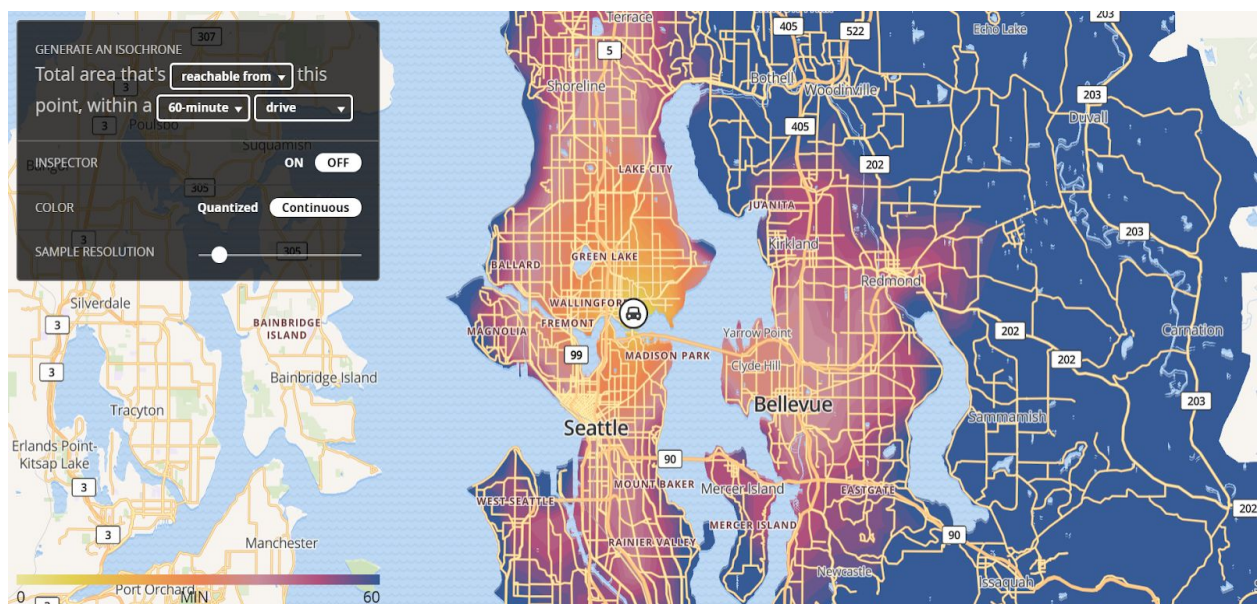 GENERATE AN ISOCHRONE
Total area that's reachable from this
point, within a 60-minute drive
INSPECTOR ON OFF
COLOR Quantized Continuous
SAMPLE RESOLUTION
307
3
Poulsbo
Suquamish
305
3
305
Silverdale
3
BAINBRIDGE
ISLAND
3
Bainbridge Island
Tracyton
Erlands Point-
Kitsap Lake
3
3
Manchester
Port Orchard
0 MIN 60
Terrace
5
Shoreline
LAKE CITY
405
522
Bothell
Woodinville
405
202
Echo Lake
203
203
Duvall
203
JUANITA
Kirkland
Redmond
BALLARD
GREEN LAKE
WALLINGFORD
FREMONT
MAGNOLIA
99
MADISON PARK
Yarrow Point
Clyde Hill
Bellevue
Seattle
202
202
Carnation
203
Sammamish
90
WEST SEATTLE
MOUNT BAKER
Mercer Island
EASTGATE
MERCER ISLAND
RAINIER VALLEY
Newcastle
90
Issaquah
202